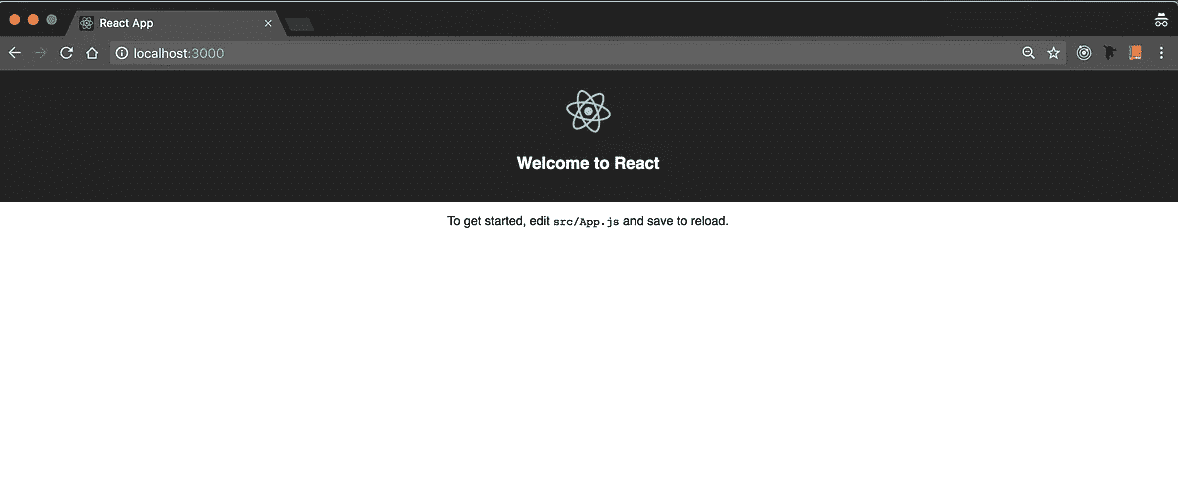 React App
localhost:3000
Welcome to React
To get started, edit src/App.js and save to reload.